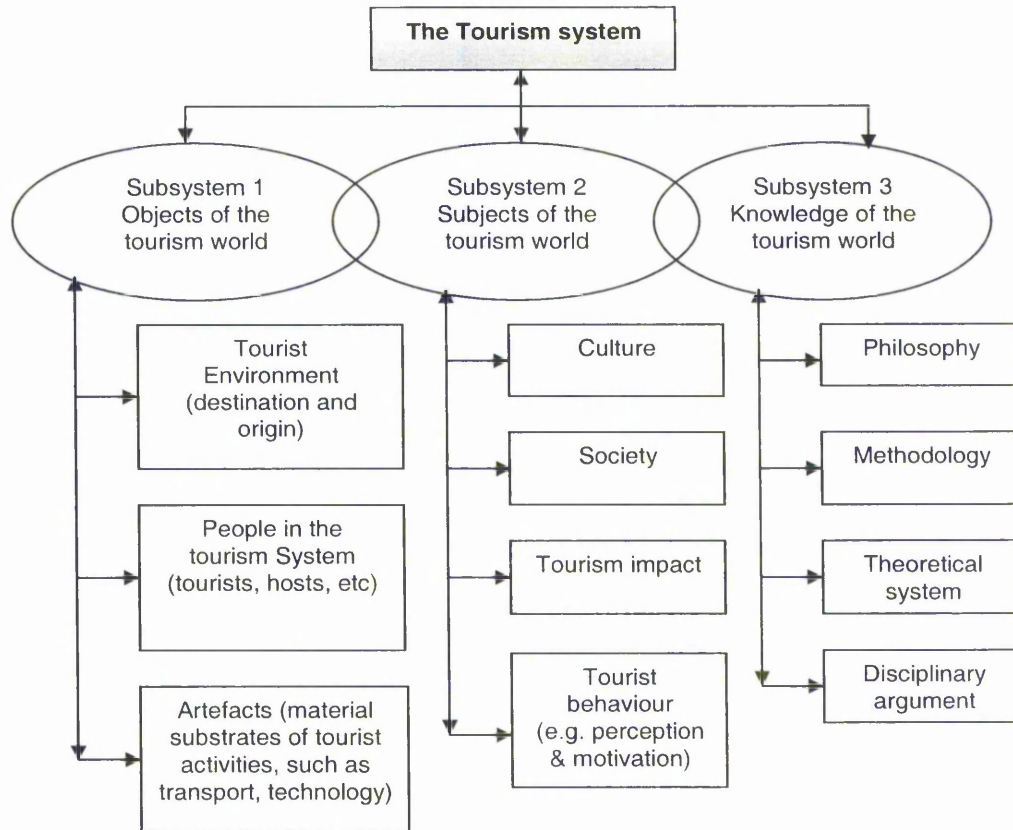 The Tourism system
Subsystem 1
Objects of the
tourism world
Subsystem 2
Subjects of the
tourism world
Subsystem 3
Knowledge of the
tourism world
Tourist
Environment
(destination and
origin)
People in the
tourism System
(tourists, hosts, etc)
Artefacts (material
substrates of tourist
activities, such as
transport, technology)
Culture
Society
Tourism impact
Tourist
behaviour
(e.g. perception
& motivation)
Philosophy
Methodology
Theoretical
system
Disciplinary
argument